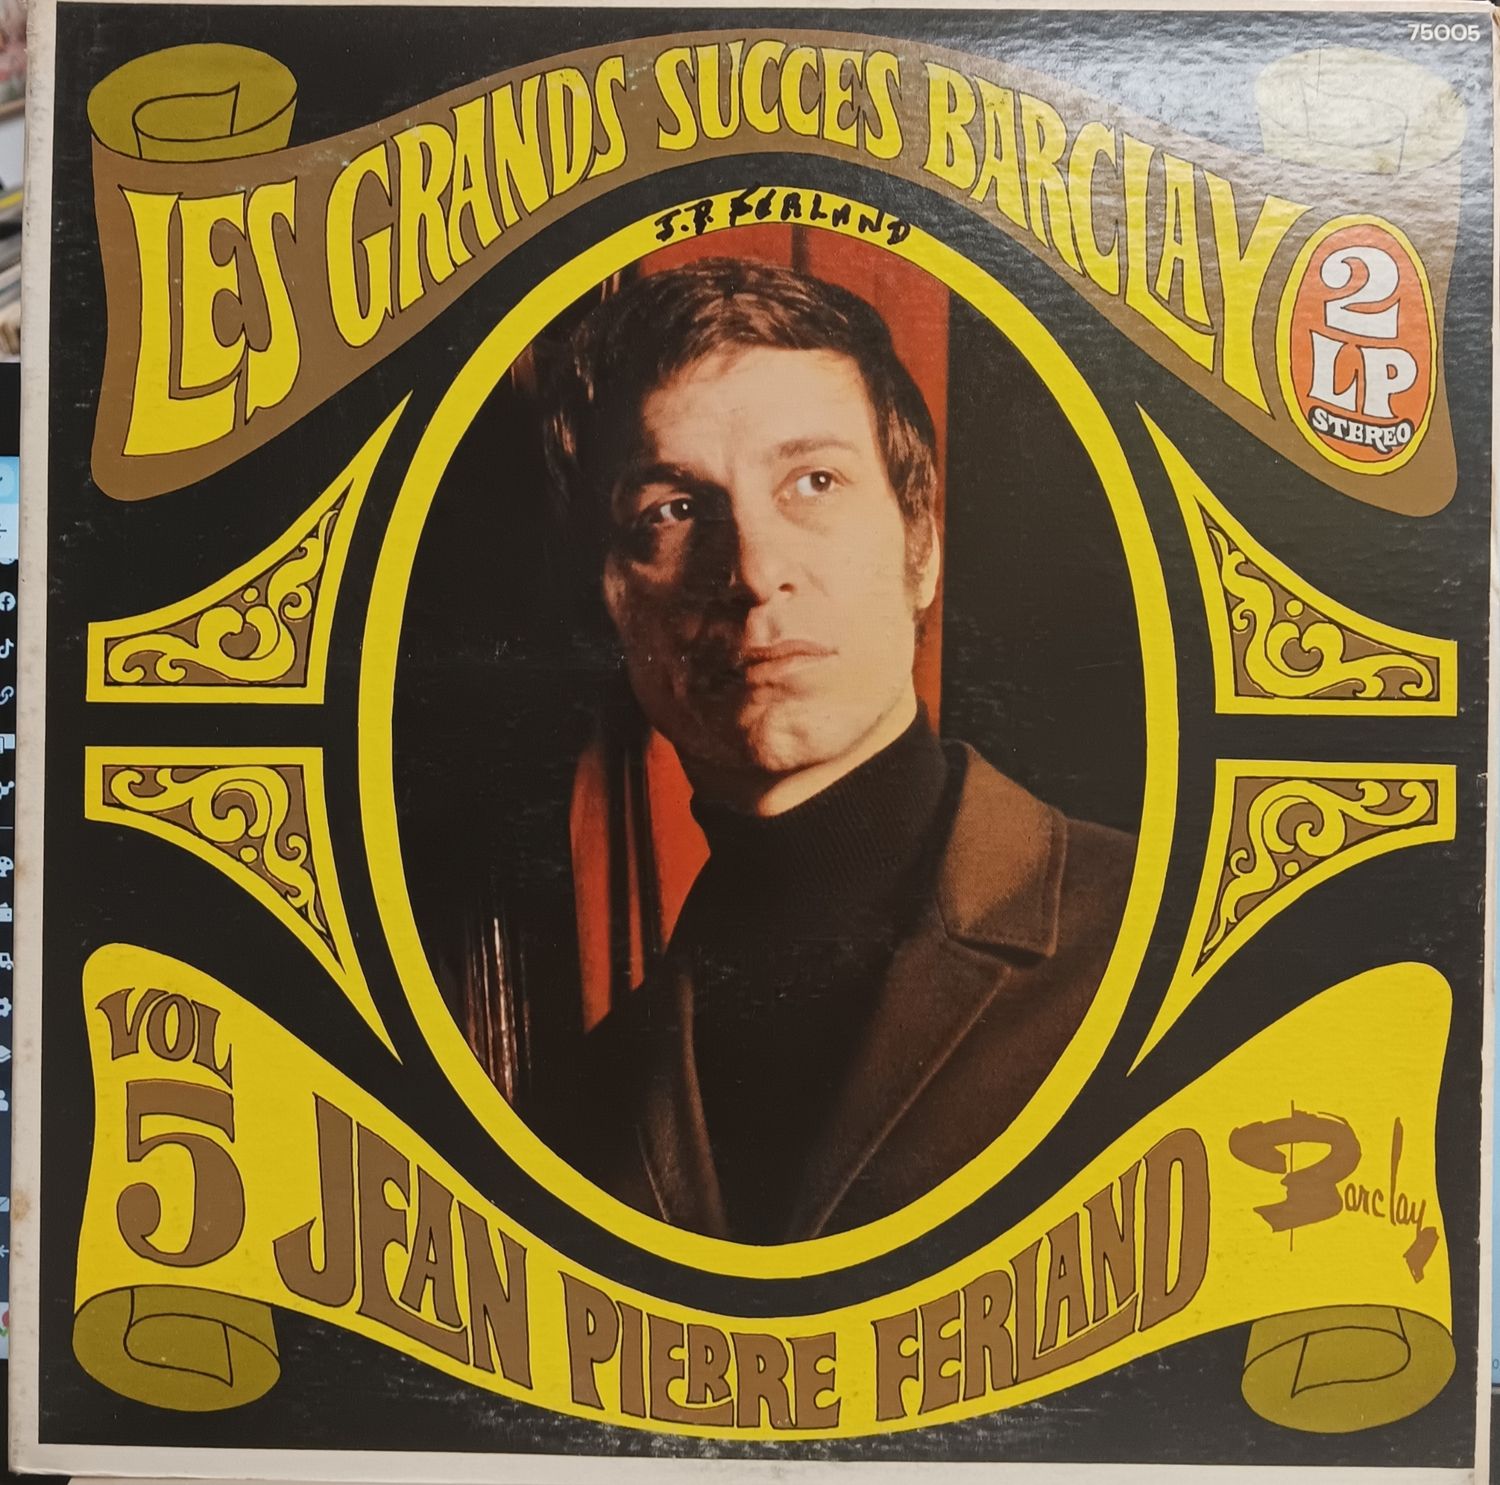 75005
LES GRANDS SUCCES BARCLAY
J.P. FERLAND
2
LP
STEREO
VOL
5
JEAN PIERRE FERLAND
Barclay